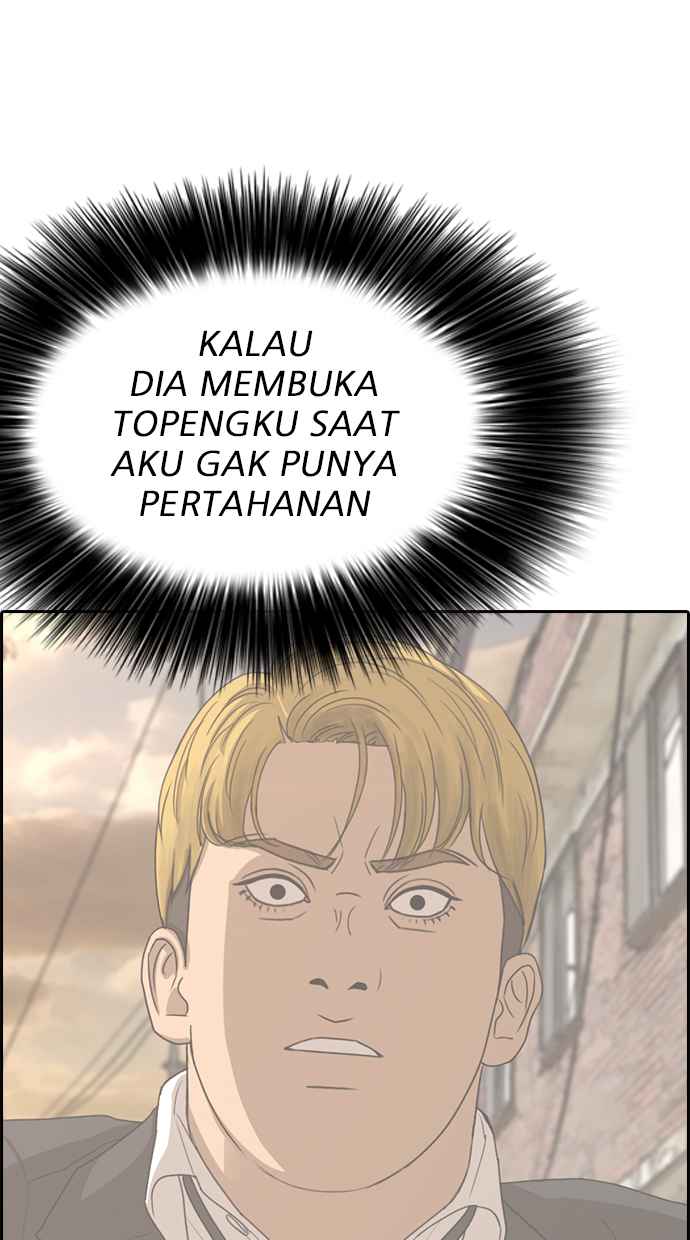 KALAU
DIA MEMBUKA
TOPENGKU SAAT
AKU GAK PUNYA
PERTAHANAN